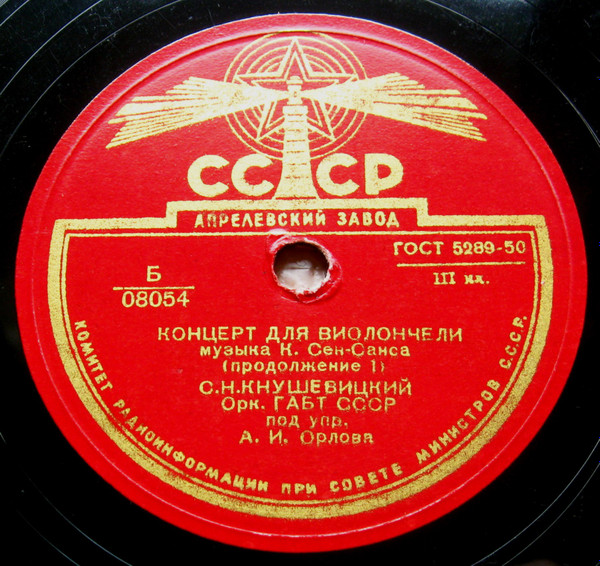 СССР
АПРЕЛЕВСКИЙ ЗАВОД
ГОСТ 5289-50
Б
08054
III кл.
КОНЦЕРТ ДЛЯ ВИОЛОНЧЕЛИ
музыка К. Сен-Санса
(продолжение 1)
С.Н.КНУШЕВИЦКИЙ
Орк. ГАБТ СССР
под упр.
А. И. Орлова
КОМИТЕТ РАДИОИНФОРМАЦИИ ПРИ СОВЕТЕ МИНИСТРОВ С.С.С.Р.